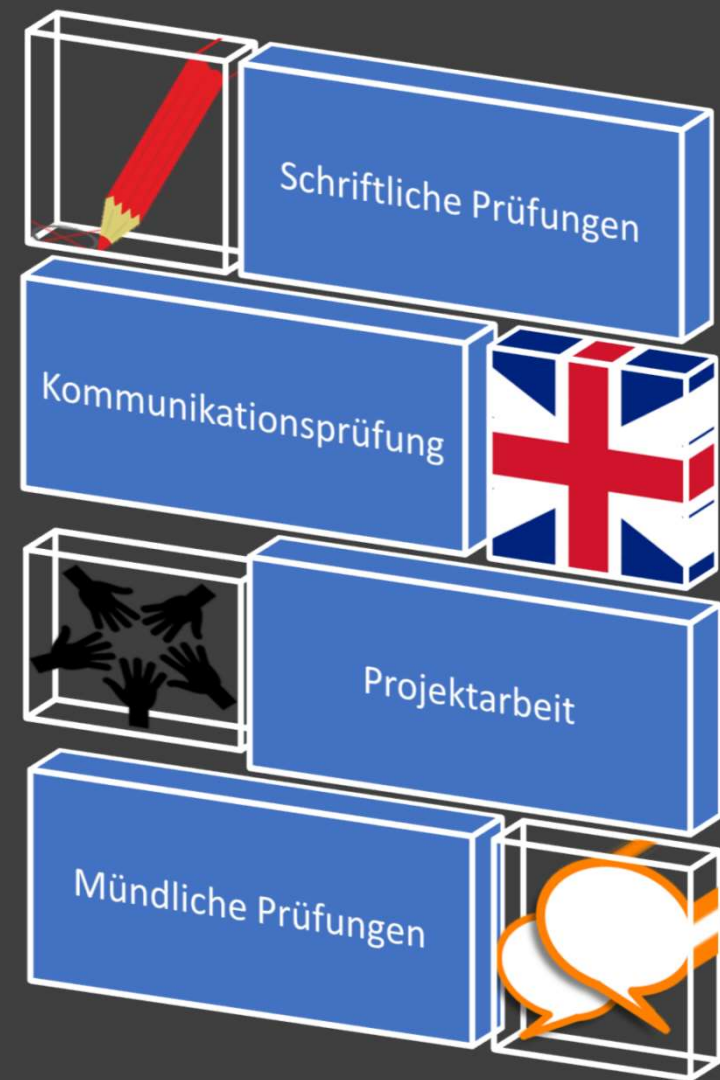 Schriftliche Prüfungen
Kommunikationsprüfung
Projektarbeit
Mündliche Prüfungen